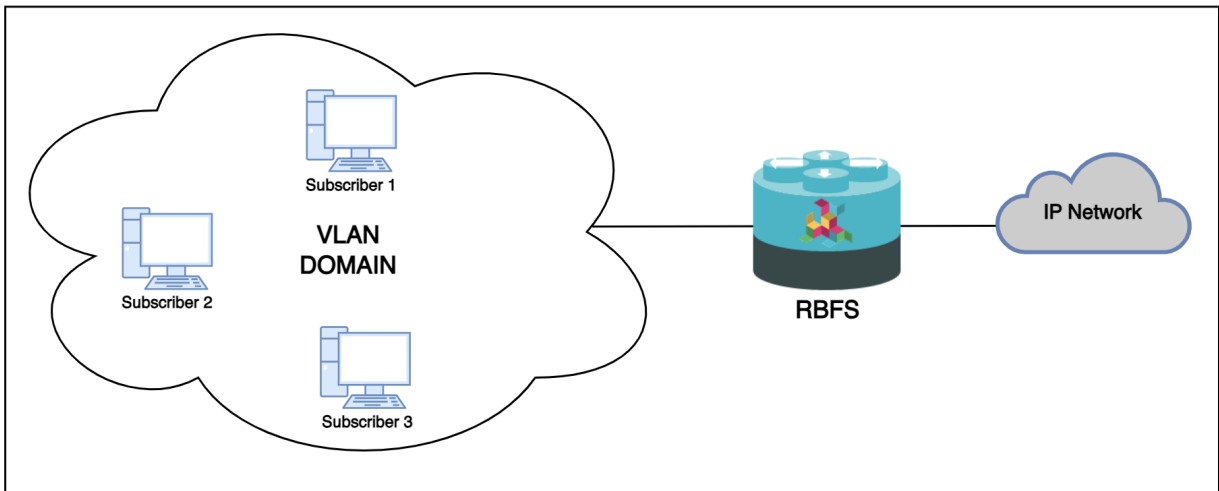 Subscriber 1
Subscriber 2
VLAN
DOMAIN
Subscriber 3
RBFS
IP Network